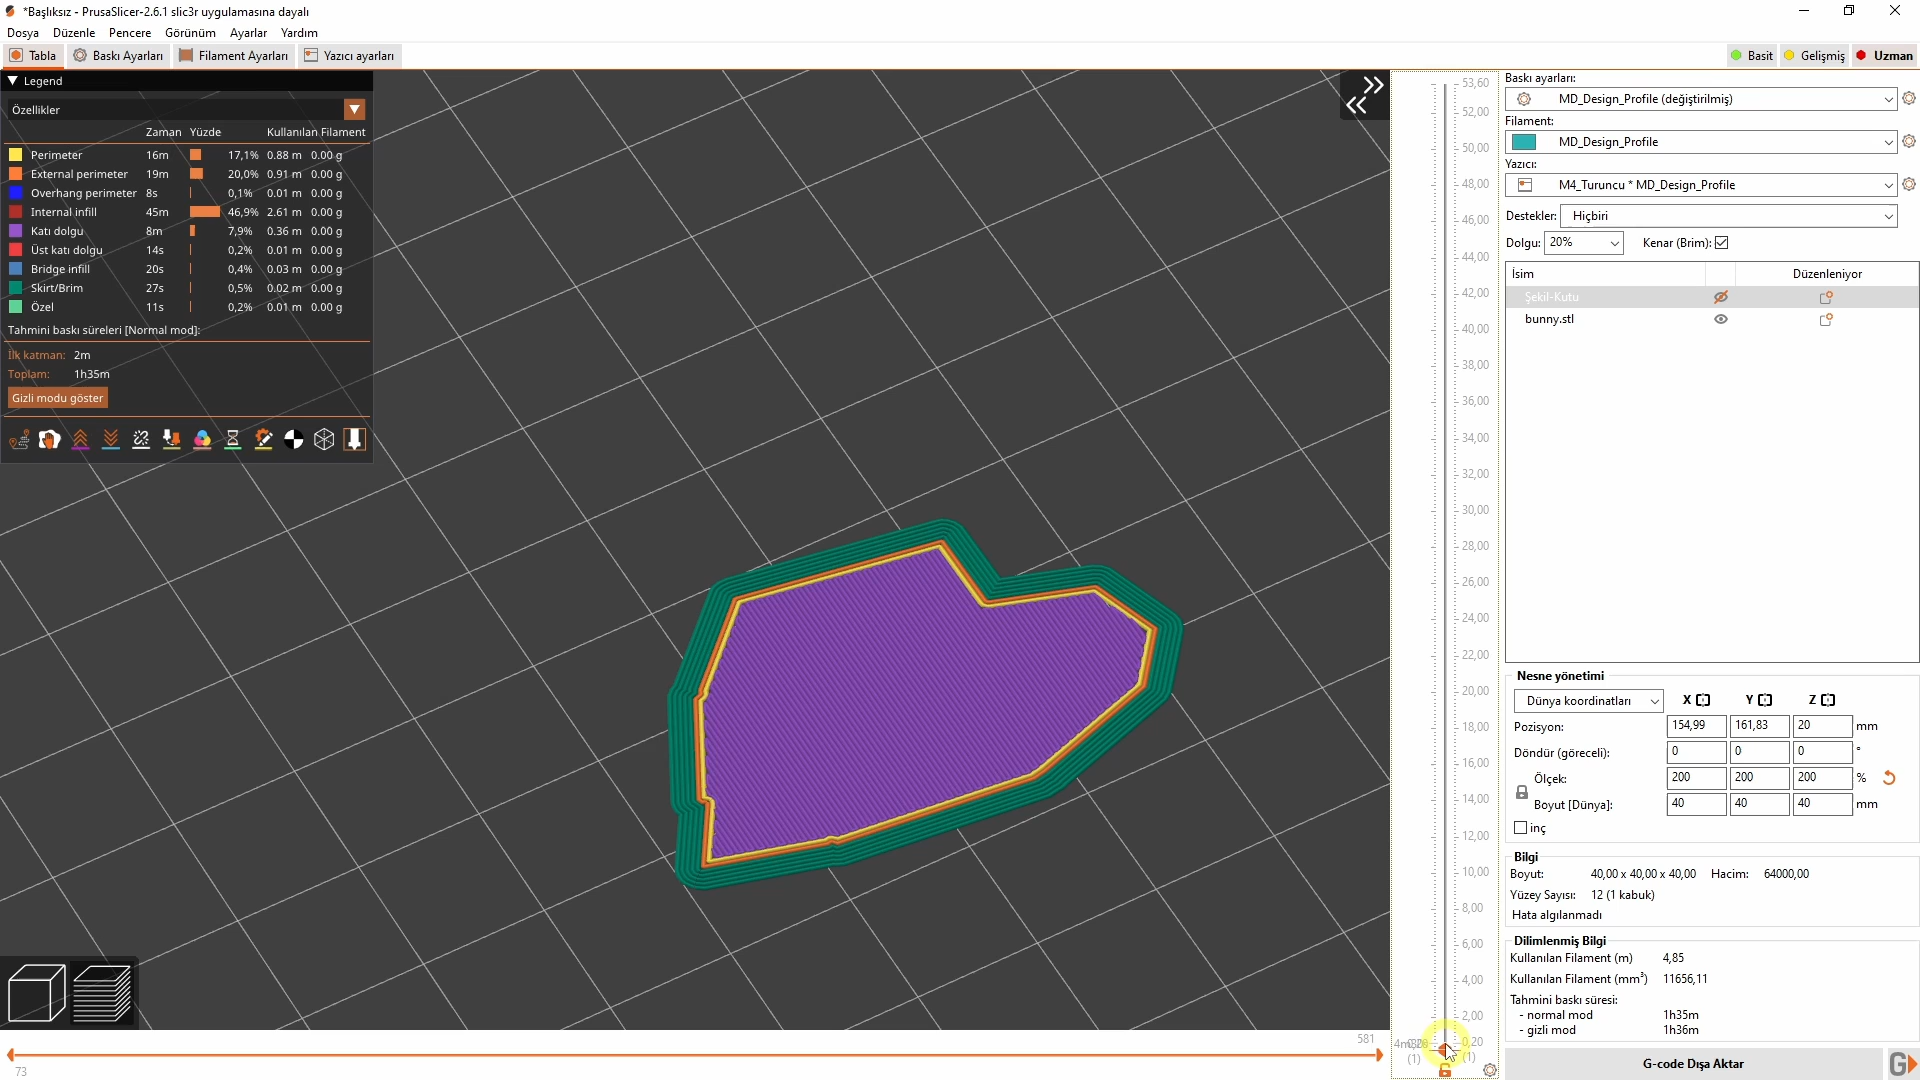 *Başlıksız - PrusaSlicer-2.6.1 slic3r uygulamasına dayalı
Dosya Düzenle Pencere Görünüm Ayarlar Yardım
Tabla Baskı Ayarları Filament Ayarları Yazıcı ayarları
Basit Gelişmiş Uzman
Legend
Özellikler
Zaman Yüzde Kullanılan Filament
Perimeter 16m 17,1% 0.88 m 0.00 g
External perimeter 19m 20,0% 0.91 m 0.00 g
Overhang perimeter 8s 0,1% 0.01 m 0.00 g
Internal infill 45m 46,9% 2.61 m 0.00 g
Katı dolgu 8m 7,9% 0.36 m 0.00 g
Üst katı dolgu 14s 0,2% 0.01 m 0.00 g
Bridge infill 20s 0,4% 0.03 m 0.00 g
Skirt/Brim 27s 0,5% 0.02 m 0.00 g
Özel 11s 0,2% 0.01 m 0.00 g
Tahmini baskı süreleri [Normal mod]:
İlk katman: 2m
Toplam: 1h35m
Gizli modu göster
53,60
52,00
50,00
48,00
46,00
44,00
42,00
40,00
38,00
36,00
34,00
32,00
30,00
28,00
26,00
24,00
22,00
20,00
18,00
16,00
14,00
12,00
10,00
8,00
6,00
4,00
2,00
0,20
(1) (1)
581
73
Baskı ayarları:
MD_Design_Profile (değiştirilmiş)
Filament:
MD_Design_Profile
Yazıcı:
M4_Turuncu * MD_Design_Profile
Destekler: Hiçbiri
Dolgu: 20% Kenar (Brim):
İsim Düzenleniyor
Şekil-Kutu
bunny.stl
Nesne yönetimi
Dünya koordinatları X Y Z
Pozisyon: 154,99 161,83 20 mm
Döndür (göreceli): 0 0 0 °
Ölçek: 200 200 200 %
Boyut [Dünya]: 40 40 40 mm
inç
Bilgi
Boyut: 40,00 x 40,00 x 40,00 Hacim: 64000,00
Yüzey Sayısı: 12 (1 kabuk)
Hata algılanmadı
Dilimlenmiş Bilgi
Kullanılan Filament (m) 4,85
Kullanılan Filament (mm³) 11656,11
Tahmini baskı süresi:
- normal mod 1h35m
- gizli mod 1h36m
G-code Dışa Aktar
G